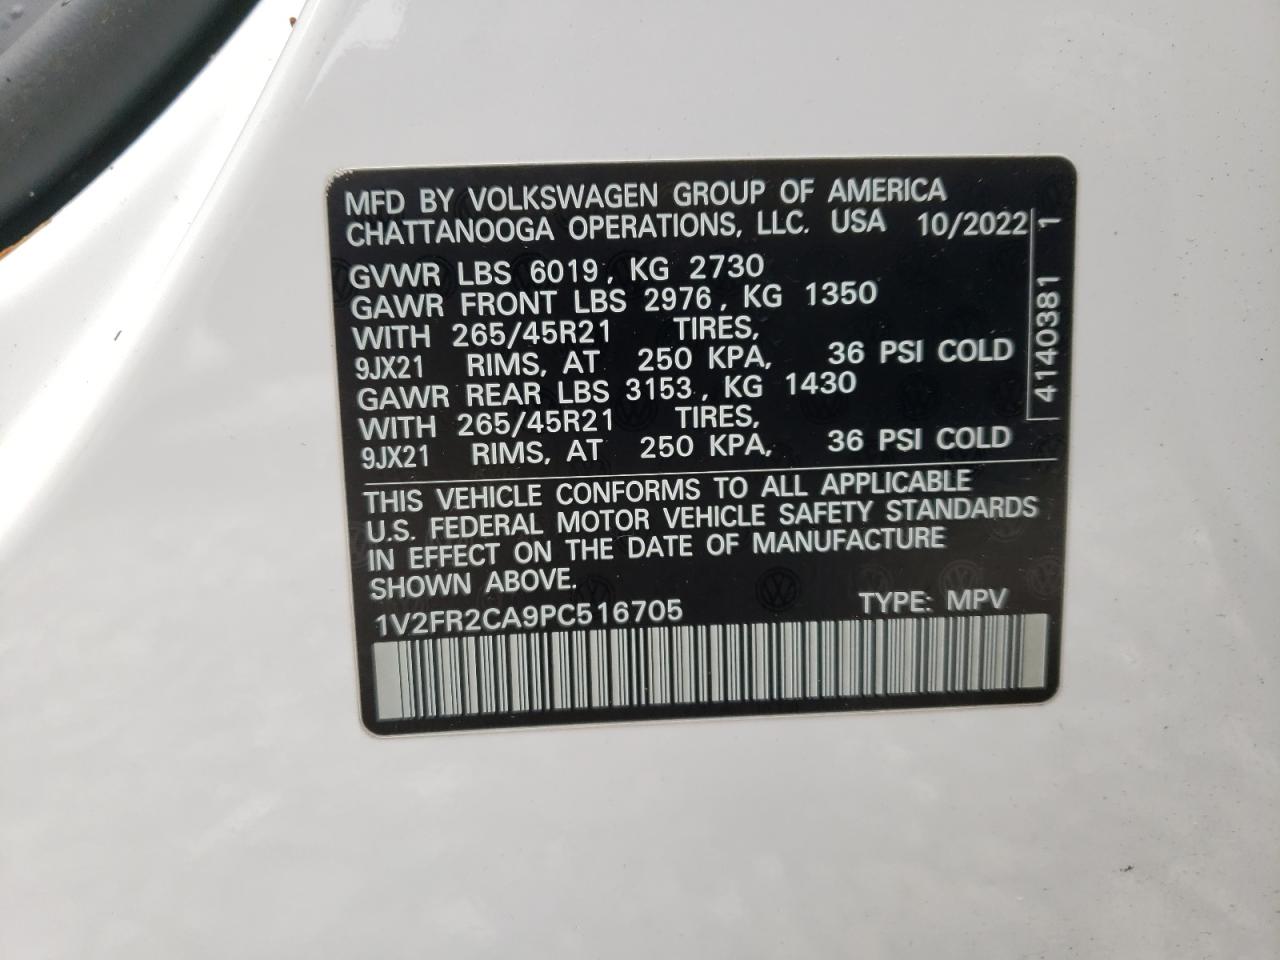 MFD BY VOLKSWAGEN GROUP OF AMERICA
CHATTANOOGA OPERATIONS, LLC. USA 10/2022
GVWR LBS 6019, KG 2730
GAWR FRONT LBS 2976, KG 1350
WITH 265/45R21 TIRES,
9JX21 RIMS, AT 250 KPA, 36 PSI COLD
GAWR REAR LBS 3153, KG 1430
WITH 265/45R21 TIRES,
9JX21 RIMS, AT 250 KPA, 36 PSI COLD
4140381 1
THIS VEHICLE CONFORMS TO ALL APPLICABLE
U.S. FEDERAL MOTOR VEHICLE SAFETY STANDARDS
IN EFFECT ON THE DATE OF MANUFACTURE
SHOWN ABOVE.
1V2FR2CA9PC516705 TYPE: MPV